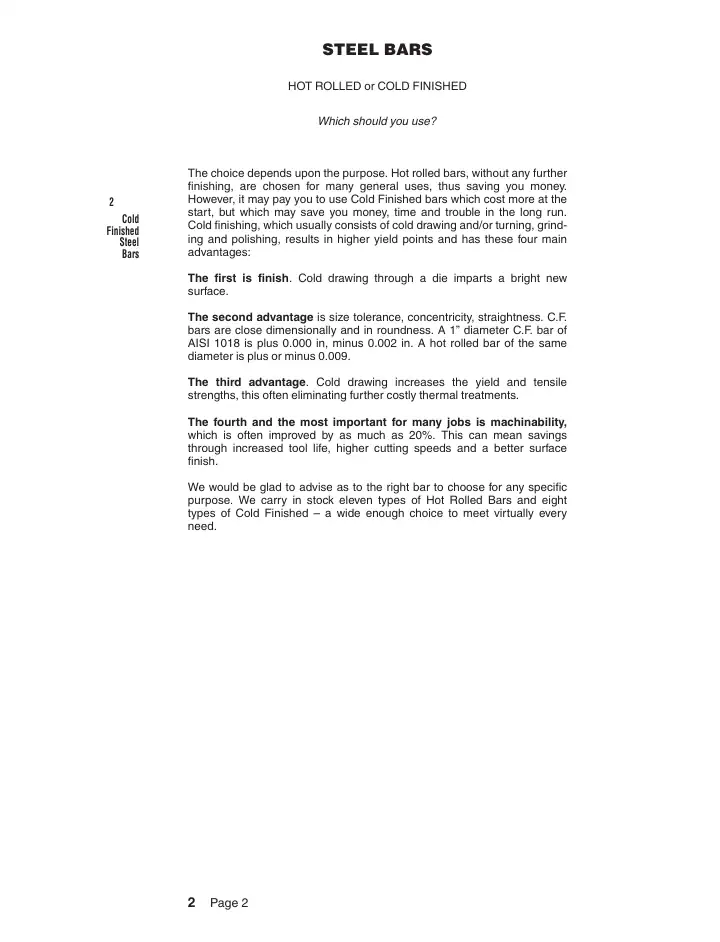 STEEL BARS
HOT ROLLED or COLD FINISHED
Which should you use?
The choice depends upon the purpose. Hot rolled bars, without any further
finishing, are chosen for many general uses, thus saving you money.
However, it may pay you to use Cold Finished bars which cost more at the
start, but which may save you money, time and trouble in the long run.
Cold finishing, which usually consists of cold drawing and/or turning, grind-
ing and polishing, results in higher yield points and has these four main
advantages:
2
Cold
Finished
Steel
Bars
The first is finish. Cold drawing through a die imparts a bright new
surface.
The second advantage is size tolerance, concentricity, straightness. C.F.
bars are close dimensionally and in roundness. A 1” diameter C.F. bar of
AISI 1018 is plus 0.000 in, minus 0.002 in. A hot rolled bar of the same
diameter is plus or minus 0.009.
The third advantage. Cold drawing increases the yield and tensile
strengths, this often eliminating further costly thermal treatments.
The fourth and the most important for many jobs is machinability,
which is often improved by as much as 20%. This can mean savings
through increased tool life, higher cutting speeds and a better surface
finish.
We would be glad to advise as to the right bar to choose for any specific
purpose. We carry in stock eleven types of Hot Rolled Bars and eight
types of Cold Finished – a wide enough choice to meet virtually every
need.
2 Page 2